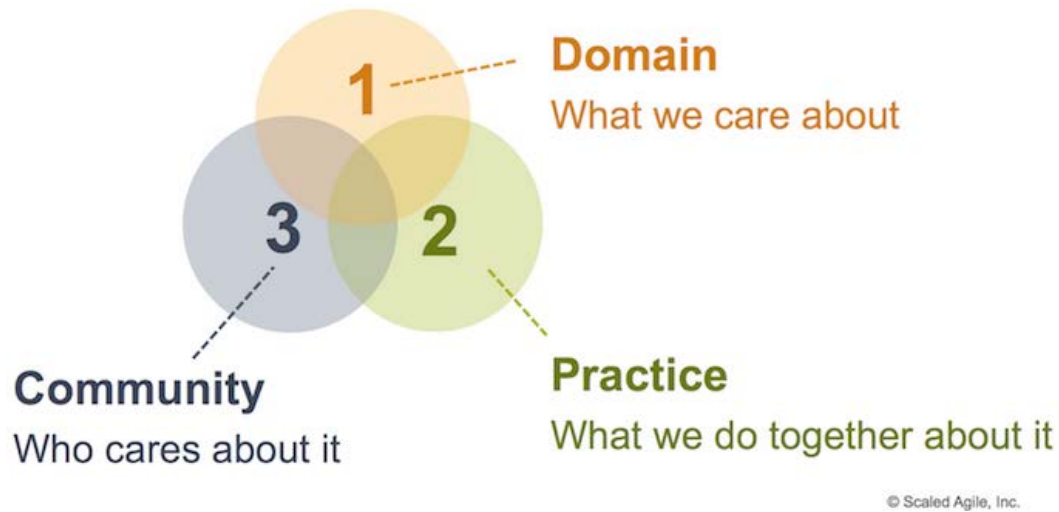 1
Domain
What we care about
3
2
Community
Who cares about it
Practice
What we do together about it
© Scaled Agile, Inc.